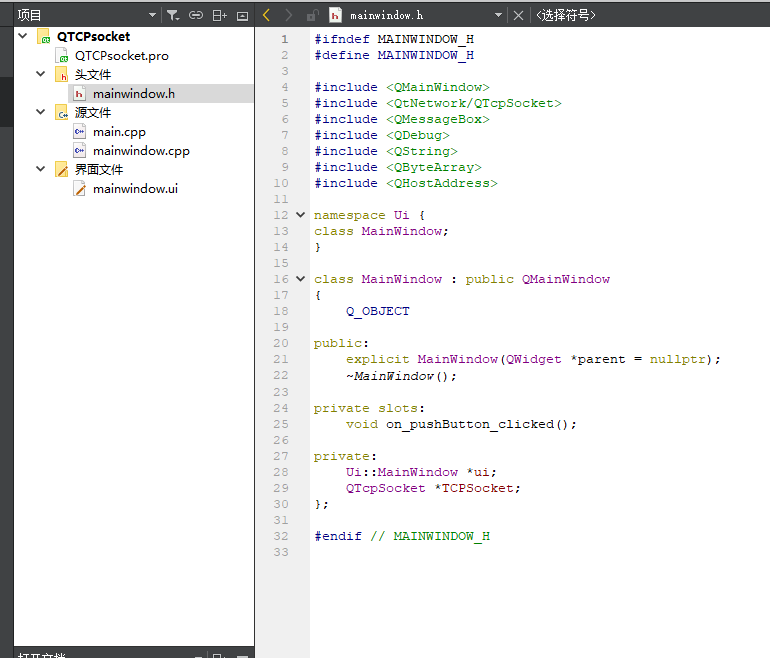 项目
mainwindow.h
<选择符号>
QTCPsocket
QTCPsocket.pro
头文件
mainwindow.h
源文件
main.cpp
mainwindow.cpp
界面文件
mainwindow.ui
1 #ifndef MAINWINDOW_H
2 #define MAINWINDOW_H
3
4 #include <QMainWindow>
5 #include <QtNetwork/QTcpSocket>
6 #include <QMessageBox>
7 #include <QDebug>
8 #include <QString>
9 #include <QByteArray>
10 #include <QHostAddress>
11
12 namespace Ui {
13 class MainWindow;
14 }
15
16 class MainWindow : public QMainWindow
17 {
18 Q_OBJECT
19
20 public:
21 explicit MainWindow(QWidget *parent = nullptr);
22 ~MainWindow();
23
24 private slots:
25 void on_pushButton_clicked();
26
27 private:
28 Ui::MainWindow *ui;
29 QTcpSocket *TCPSocket;
30 };
31
32 #endif // MAINWINDOW_H
33
打开文档